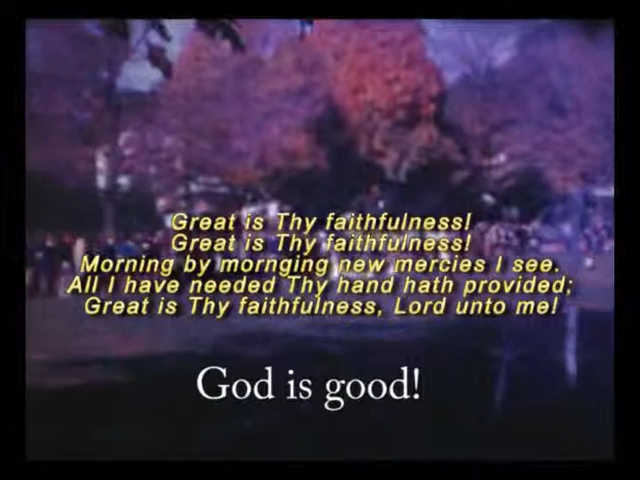 Great is Thy faithfulness!
Great is Thy faithfulness!
Morning by mornging new mercies I see.
All I have needed Thy hand hath provided;
Great is Thy faithfulness, Lord unto me!
God is good!